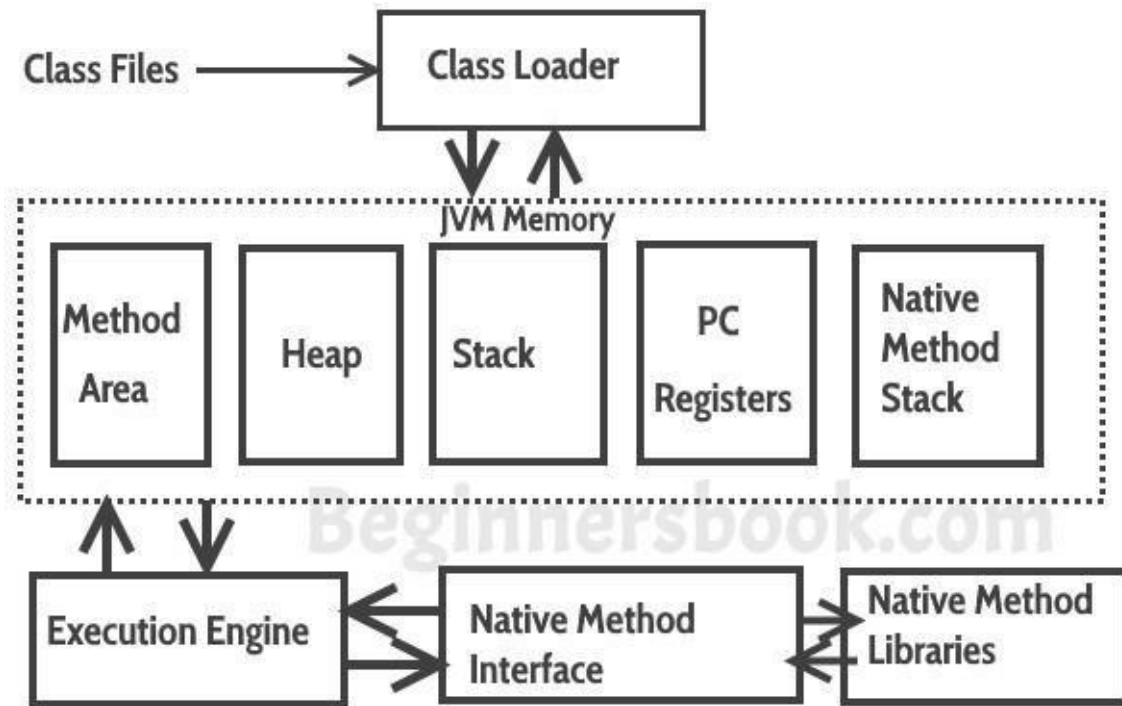 Class Files
Class Loader
JVM Memory
Method
Area
Heap
Stack
PC
Registers
Native
Method
Stack
Beginnersbook.com
Execution Engine
Native Method
Interface
Native Method
Libraries